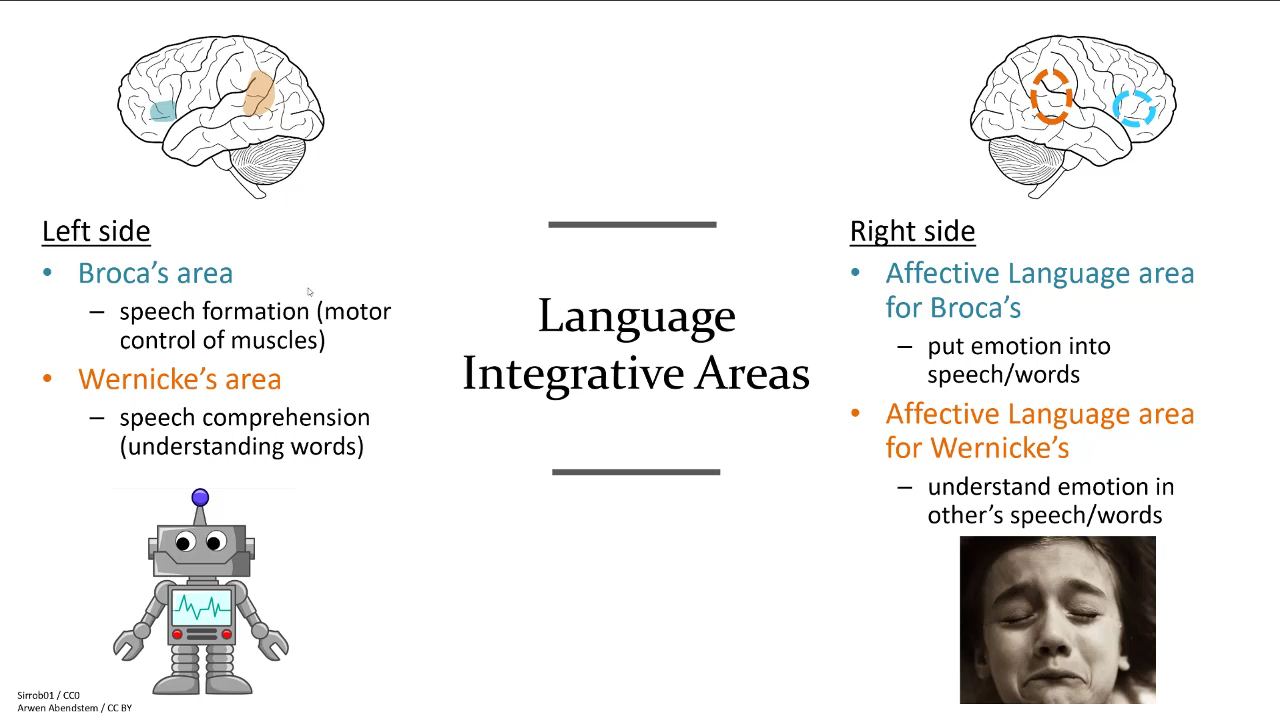 Left side
• Broca’s area
– speech formation (motor
control of muscles)
• Wernicke’s area
– speech comprehension
(understanding words)
Language
Integrative Areas
Right side
• Affective Language area
for Broca’s
– put emotion into
speech/words
• Affective Language area
for Wernicke’s
– understand emotion in
other’s speech/words
Sirrob01 / CC0
Arwen Abendstern / CC BY